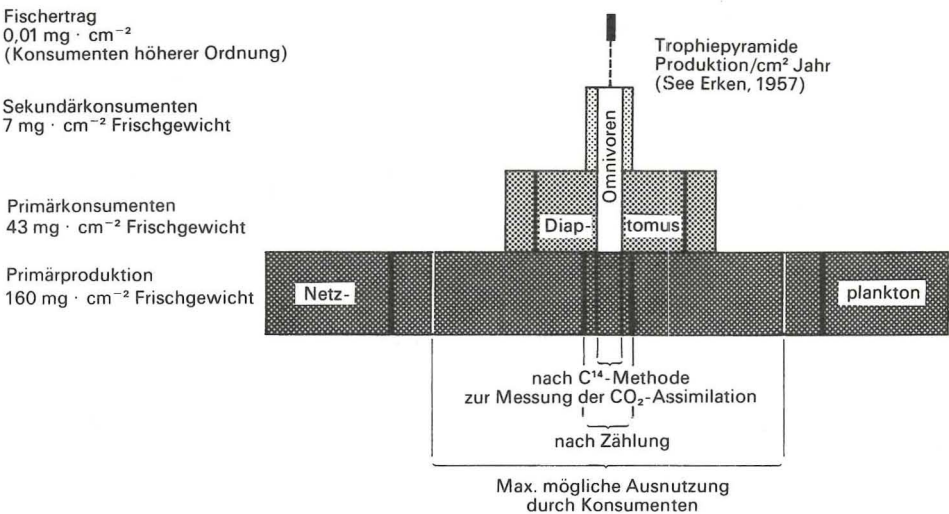 Fischertrag
0,01 mg · cm⁻²
(Konsumenten höherer Ordnung)
Trophiepyramide
Produktion/cm² Jahr
(See Erken, 1957)
Sekundärkonsumenten
7 mg · cm⁻² Frischgewicht
Omnivoren
Primärkonsumenten
43 mg · cm⁻² Frischgewicht
Diap- tomus
Primärproduktion
160 mg · cm⁻² Frischgewicht
Netz- plankton
nach C¹⁴-Methode
zur Messung der CO₂-Assimilation
nach Zählung
Max. mögliche Ausnutzung
durch Konsumenten